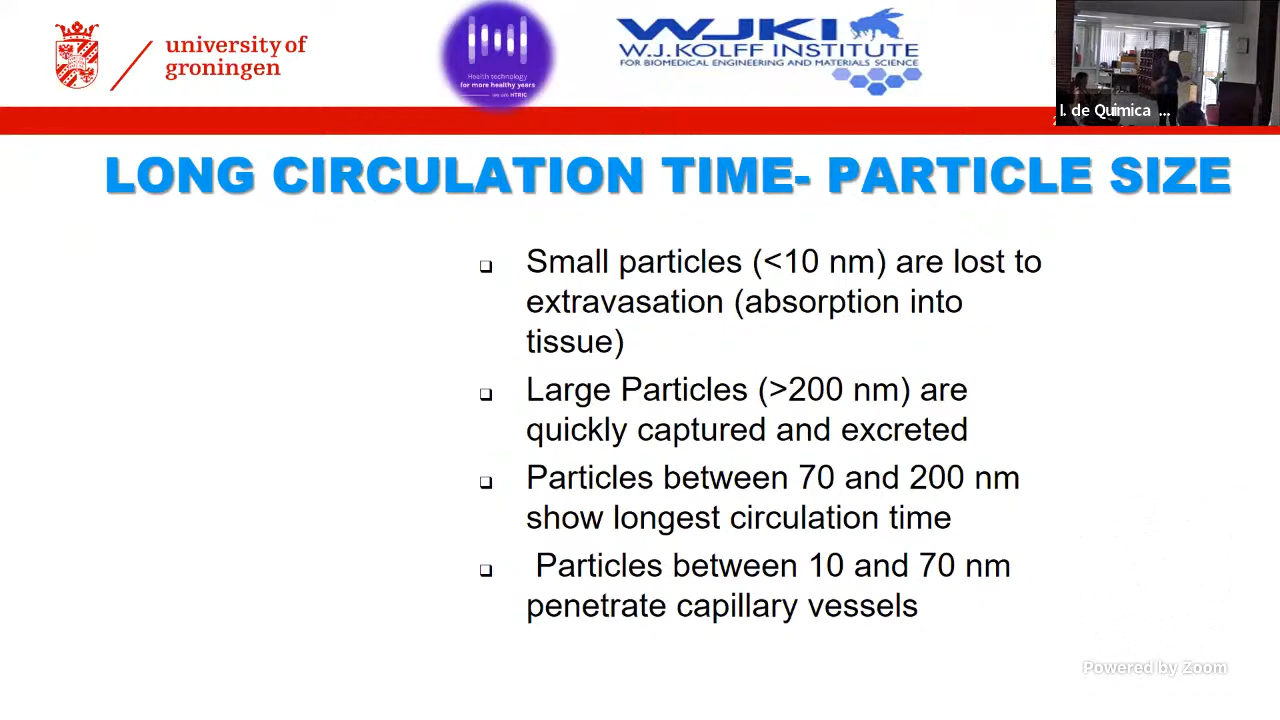 university of
groningen
Health technology
for more healthy years
HTRIC
WJKI
W.J.KOLFF INSTITUTE
FOR BIOMEDICAL ENGINEERING AND MATERIALS SCIENCE
I. de Quimica ...
LONG CIRCULATION TIME- PARTICLE SIZE
Small particles (<10 nm) are lost to
extravasation (absorption into
tissue)
Large Particles (>200 nm) are
quickly captured and excreted
Particles between 70 and 200 nm
show longest circulation time
Particles between 10 and 70 nm
penetrate capillary vessels
Powered by Zoom